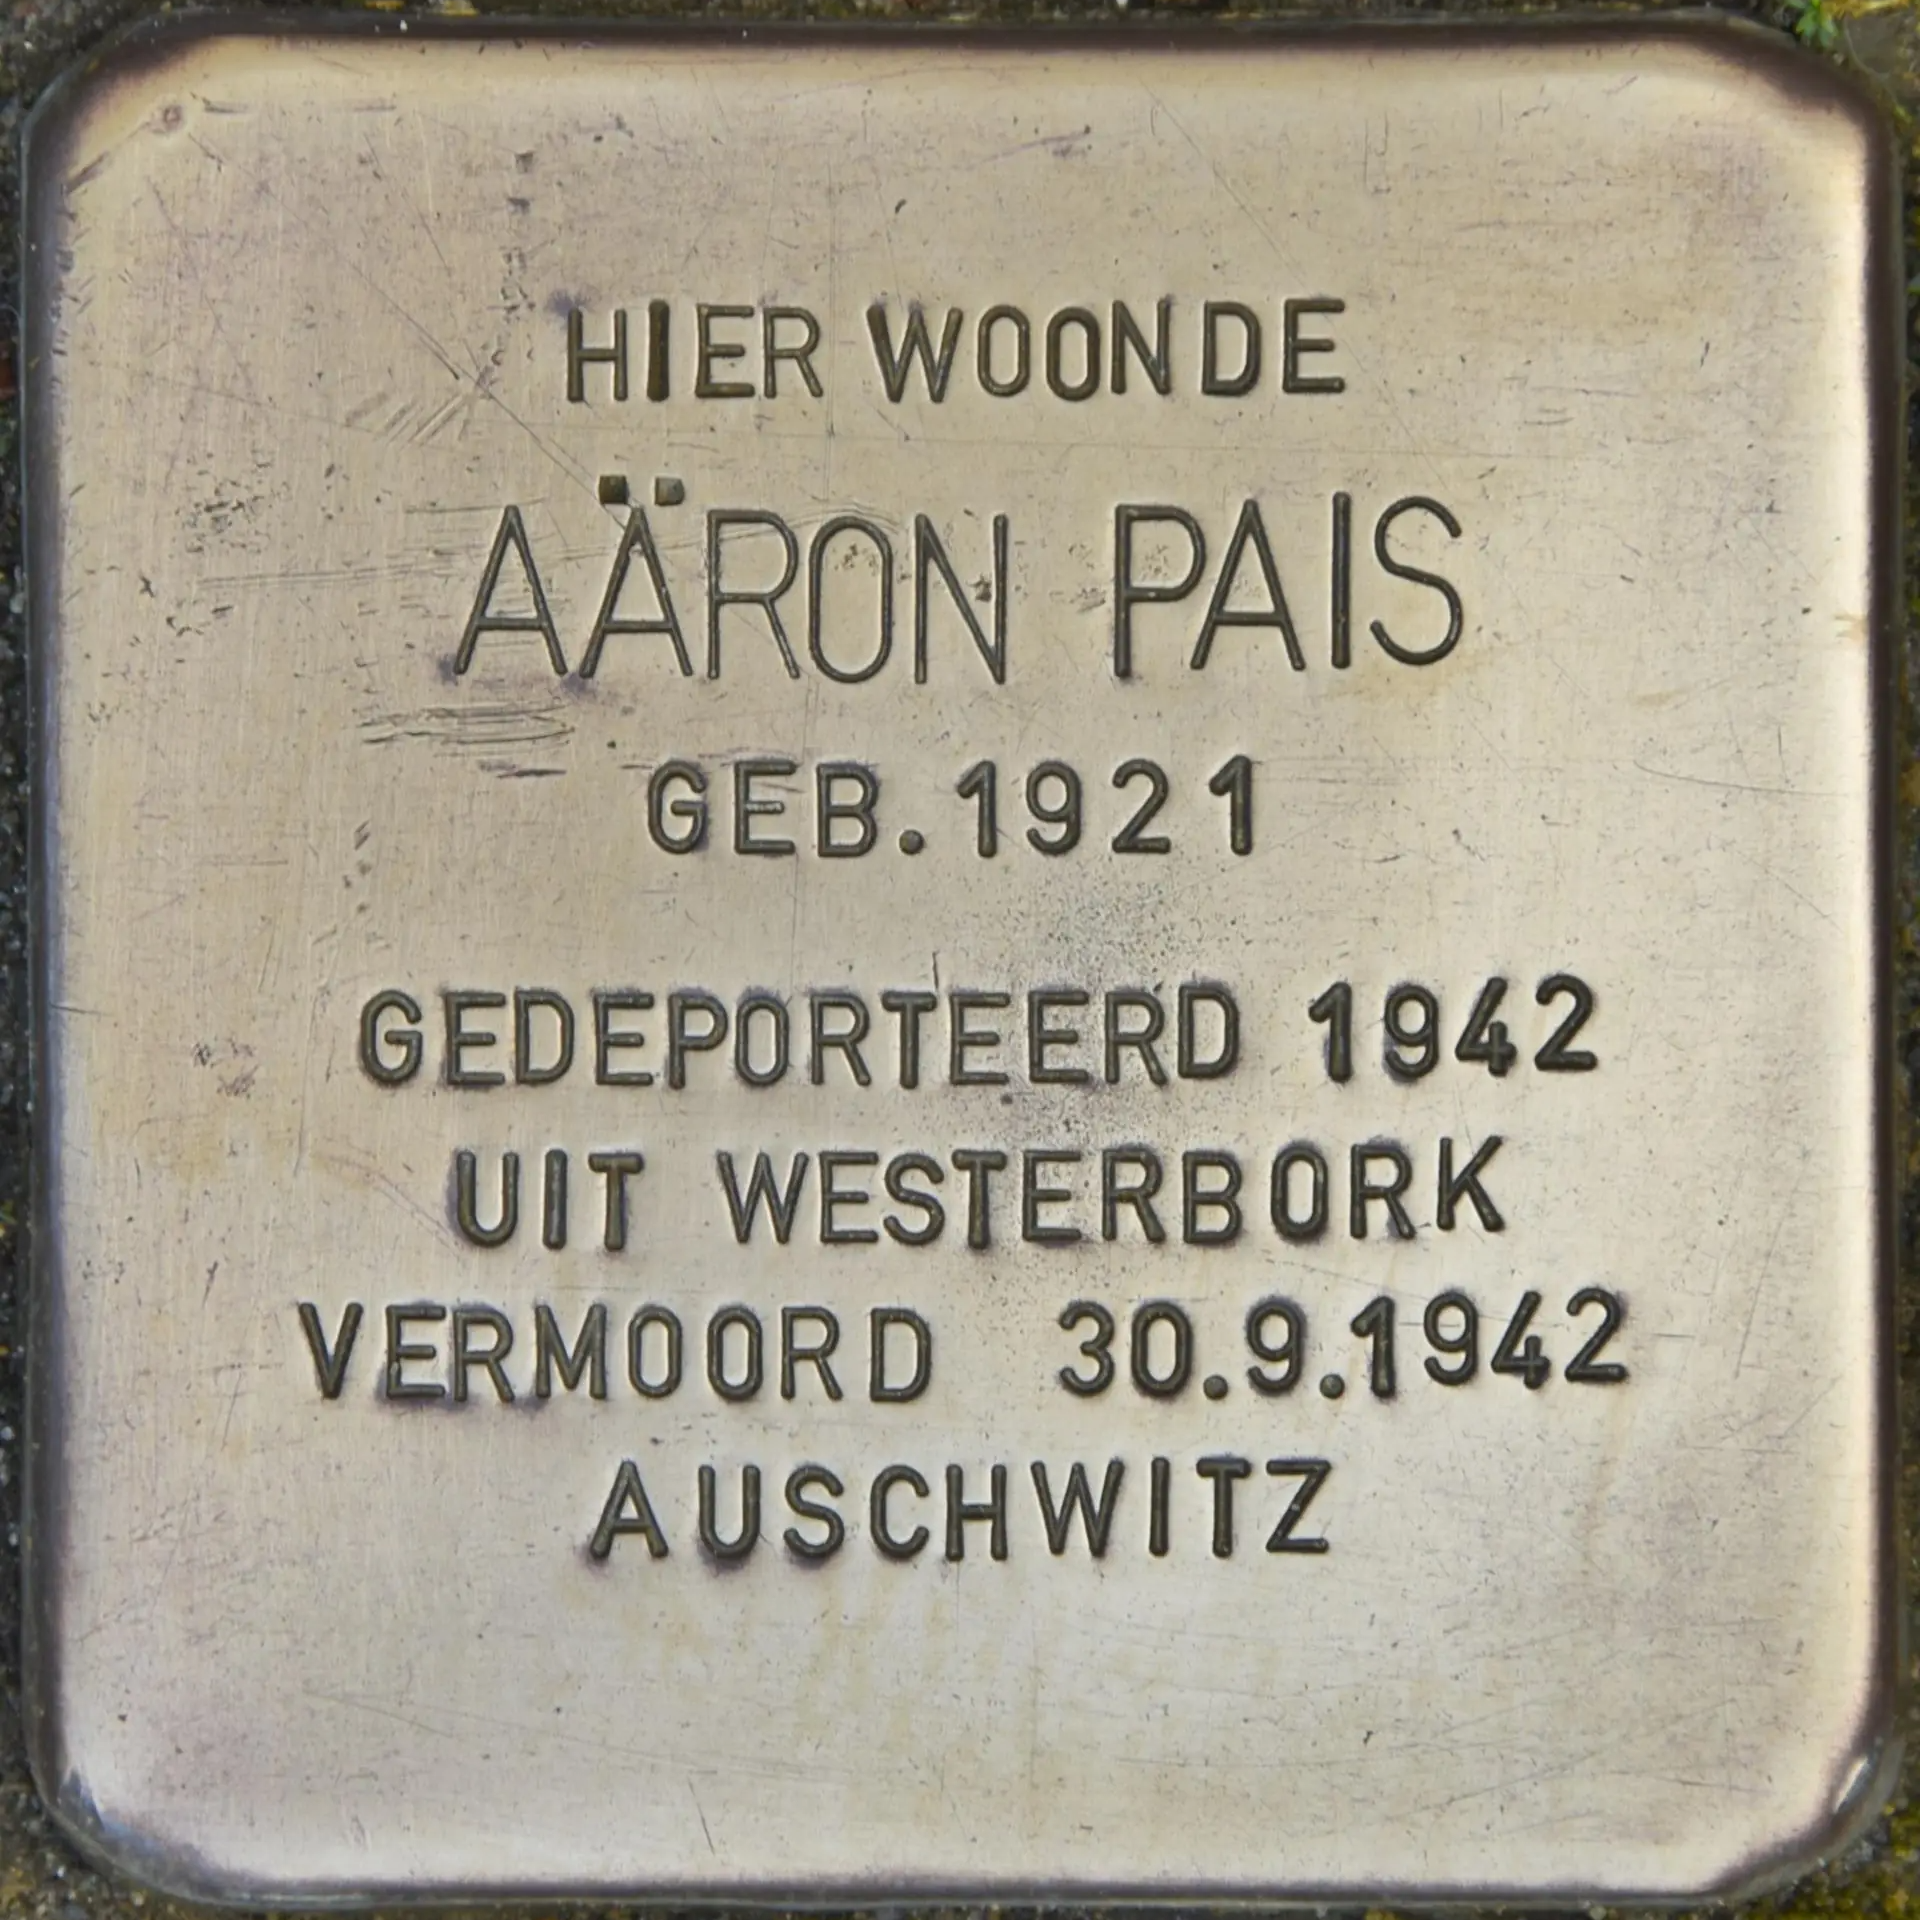 HIER WOONDE
AÄRON PAIS
GEB. 1921
GEDEPORTEERD 1942
UIT WESTERBORK
VERMOORD 30.9.1942
AUSCHWITZ